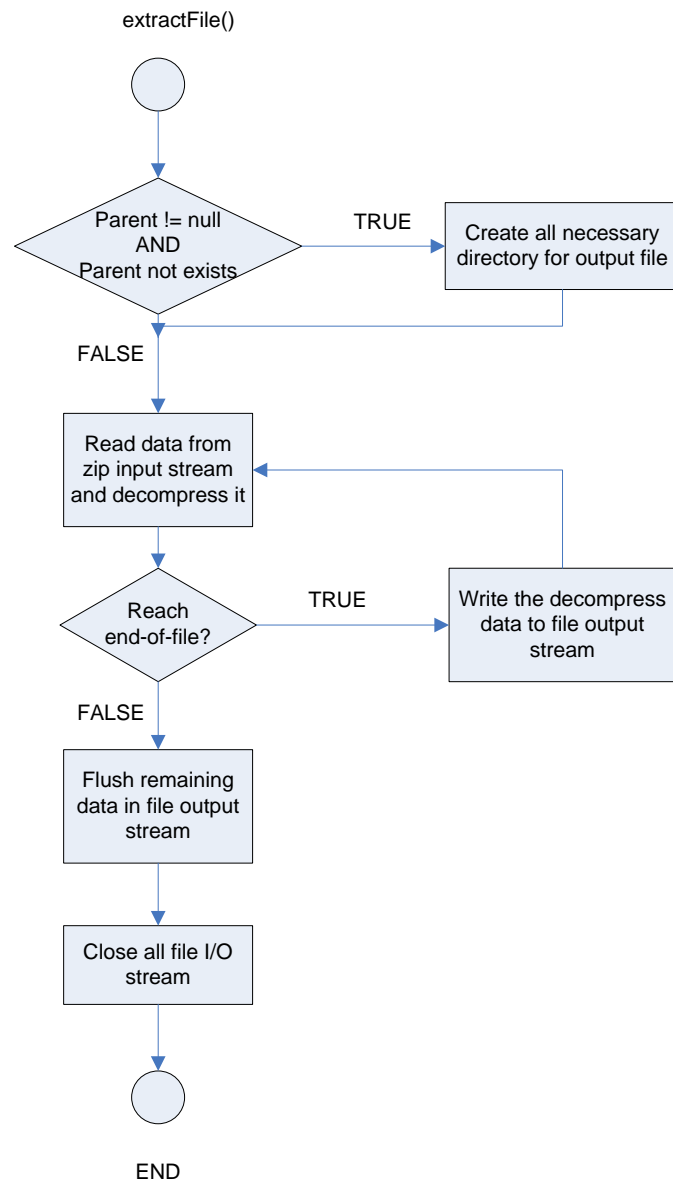 extractFile()
Parent != null
AND
Parent not exists
TRUE
Create all necessary
directory for output file
FALSE
Read data from
zip input stream
and decompress it
Reach
end-of-file?
TRUE
Write the decompress
data to file output
stream
FALSE
Flush remaining
data in file output
stream
Close all file I/O
stream
END